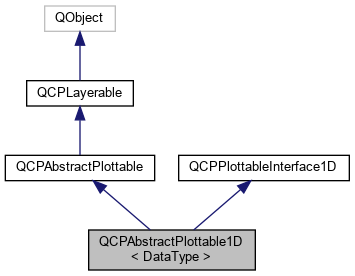 QObject
QCPLayerable
QCPAbstractPlottable
QCPPlottableInterface1D
QCPAbstractPlottable1D
< DataType >